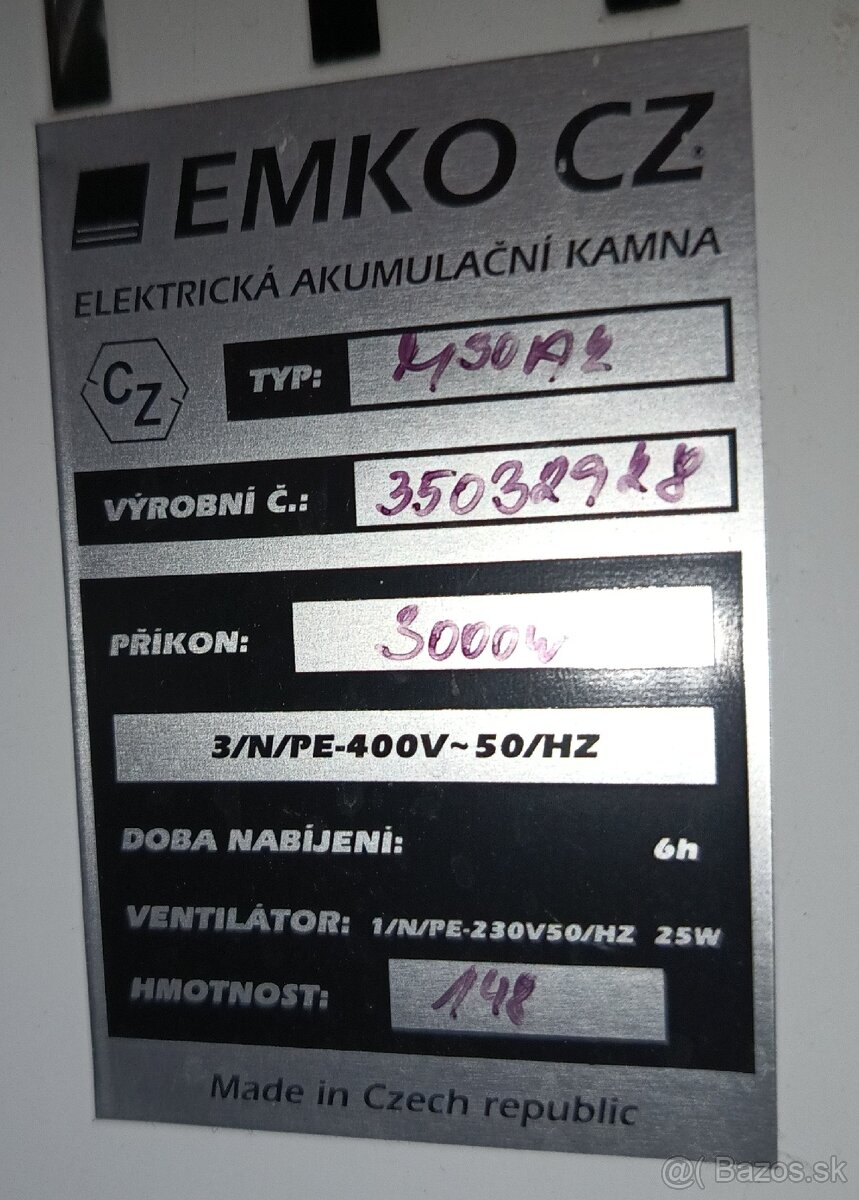 EMKO CZ
ELEKTRICKÁ AKUMULAČNÍ KAMNA
CZ
TYP:
VÝROBNÍ Č.: 35032928
PŘÍKON: 3000W
3/N/PE-400V~50/HZ
DOBA NABÍJENÍ: 6h
VENTILÁTOR: 1/N/PE-230V50/HZ 25W
HMOTNOST: 148
Made in Czech republic
@( Bazos.sk